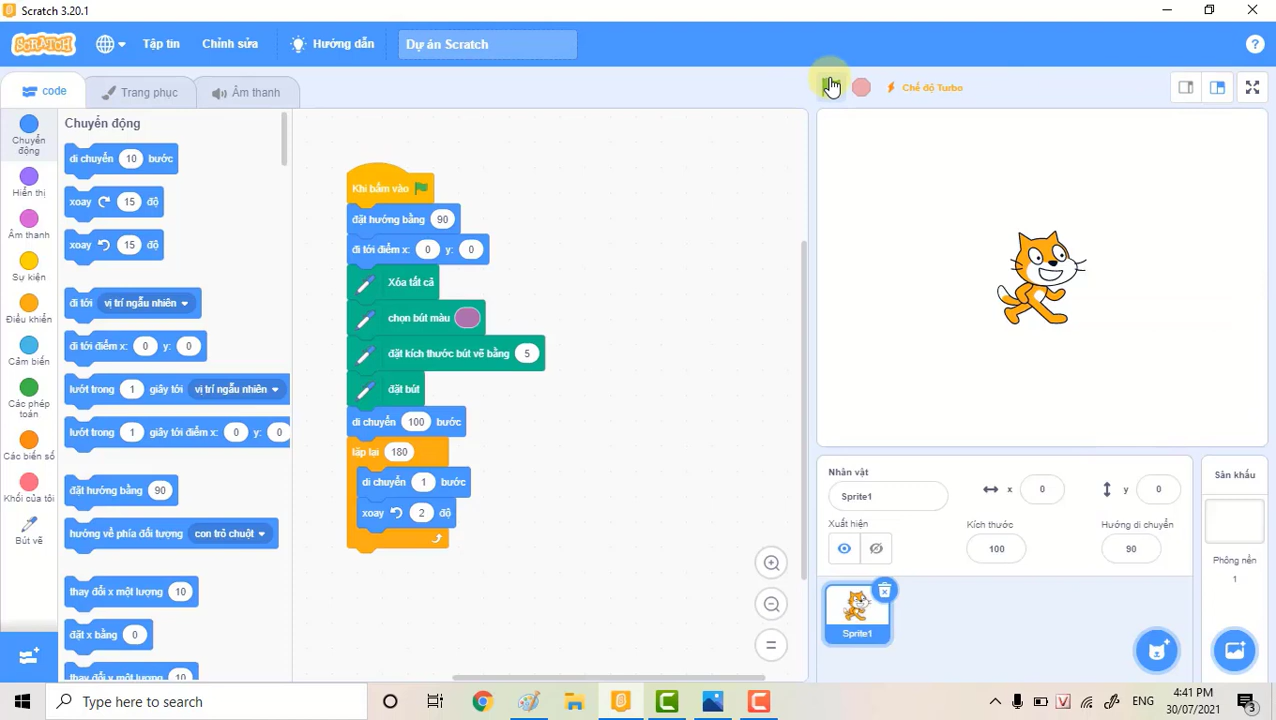 Scratch 3.20.1
SCRATCH Tập tin Chỉnh sửa Hướng dẫn Dự án Scratch
code Trang phục Âm thanh
Chế độ Turbo
Chuyển động
Hiển thị
Âm thanh
Sự kiện
Điều khiển
Cảm biến
Các phép toán
Các biến số
Khối của tôi
Bút vẽ
Chuyển động
di chuyển 10 bước
xoay 15 độ
xoay 15 độ
đi tới vị trí ngẫu nhiên
đi tới điểm x: 0 y: 0
lướt trong 1 giây tới vị trí ngẫu nhiên
lướt trong 1 giây tới điểm x: 0 y: 0
đặt hướng bằng 90
hướng về phía đối tượng con trỏ chuột
thay đổi x một lượng 10
đặt x bằng 0
thay đổi y một lượng 10
Khi bấm vào
đặt hướng bằng 90
đi tới điểm x: 0 y: 0
Xóa tất cả
chọn bút màu
đặt kích thước bút vẽ bằng 5
đặt bút
di chuyển 100 bước
lặp lại 180
di chuyển 1 bước
xoay 2 độ
Nhân vật
Sprite1
x 0 y 0
Xuất hiện
Kích thước
100
Hướng di chuyển
90
Sprite1
Sân khấu
Phông nền
1
Type here to search
V ENG
4:41 PM
30/07/2021
3